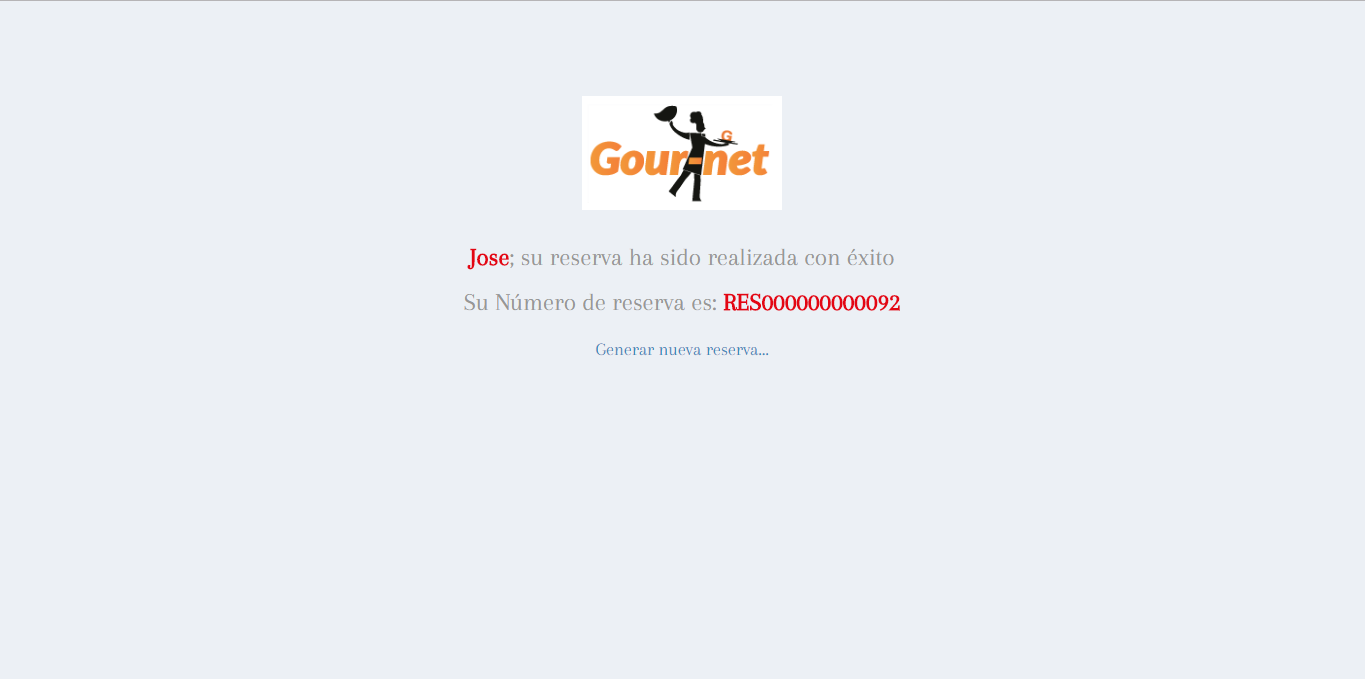 G
Gourmet
Jose; su reserva ha sido realizada con éxito
Su Número de reserva es: RES000000000092
Generar nueva reserva...